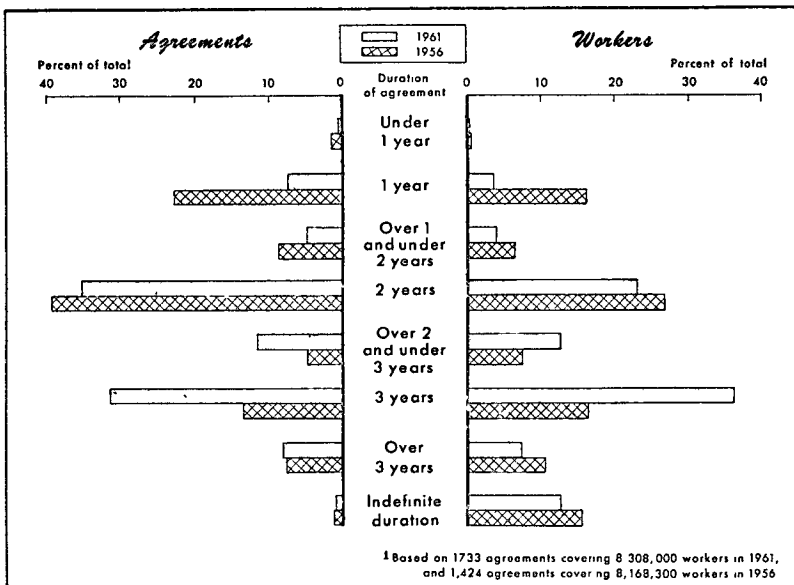 Agreements
1961
1956
Workers
Percent of total
Percent of total
40
30
20
10
0
Duration
of agreement
0
10
20
30
40
Under
1 year
1 year
Over 1
and under
2 years
2 years
Over 2
and under
3 years
3 years
Over
3 years
Indefinite
duration
1 Based on 1733 agreements covering 8 308,000 workers in 1961,
and 1,424 agreements covering 8,168,300 workers in 1956